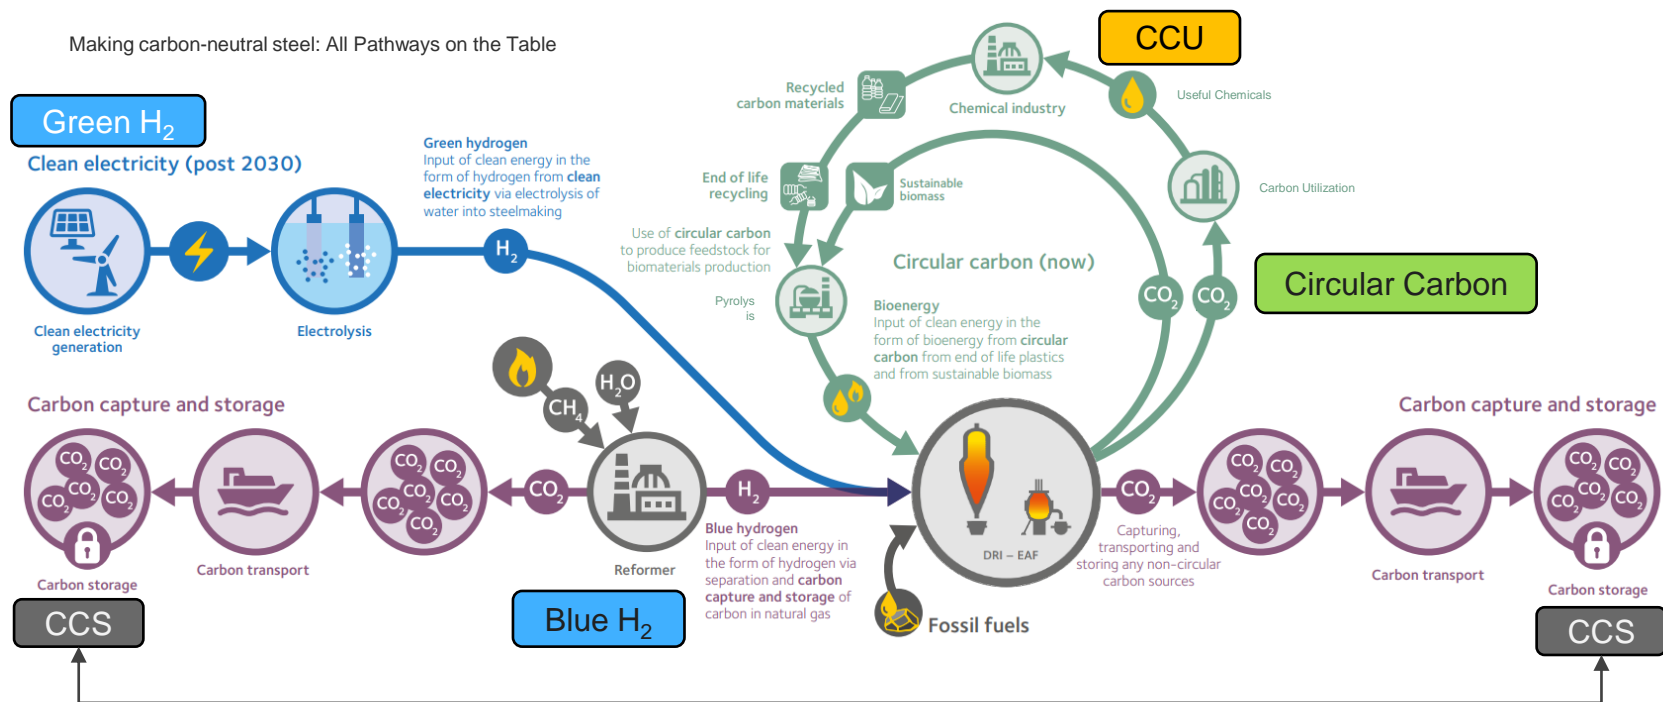 Making carbon-neutral steel: All Pathways on the Table
CCU
Green H₂
Clean electricity (post 2030)
Clean electricity
generation
Electrolysis
Green hydrogen
Input of clean energy in the
form of hydrogen from clean
electricity via electrolysis of
water into steelmaking
H₂
Recycled
carbon materials
Chemical industry
Useful Chemicals
End of life
recycling
Sustainable
biomass
Carbon Utilization
Use of circular carbon
to produce feedstock for
biomaterials production
Circular carbon (now)
Circular Carbon
CO₂
CO₂
Pyrolys
is
Bioenergy
Input of clean energy in the
form of bioenergy from circular
carbon from end of life plastics
and from sustainable biomass
CH₄
H₂O
Carbon capture and storage
CO₂
CO₂
CO₂
CO₂
CO₂
Carbon storage
Carbon transport
CO₂
CO₂
CO₂
CO₂
CO₂
CO₂
CO₂
Reformer
H₂
Blue hydrogen
Input of clean energy in
the form of hydrogen via
separation and carbon
capture and storage of
carbon in natural gas
Blue H₂
DRI – EAF
Fossil fuels
CO₂
Capturing,
transporting and
storing any non-circular
carbon sources
CO₂
CO₂
CO₂
CO₂
CO₂
CO₂
Carbon capture and storage
Carbon transport
CO₂
CO₂
CO₂
CO₂
CO₂
Carbon storage
CCS
CCS